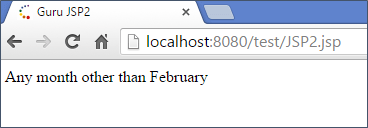 Guru JSP2
localhost:8080/test/JSP2.jsp
Any month other than February